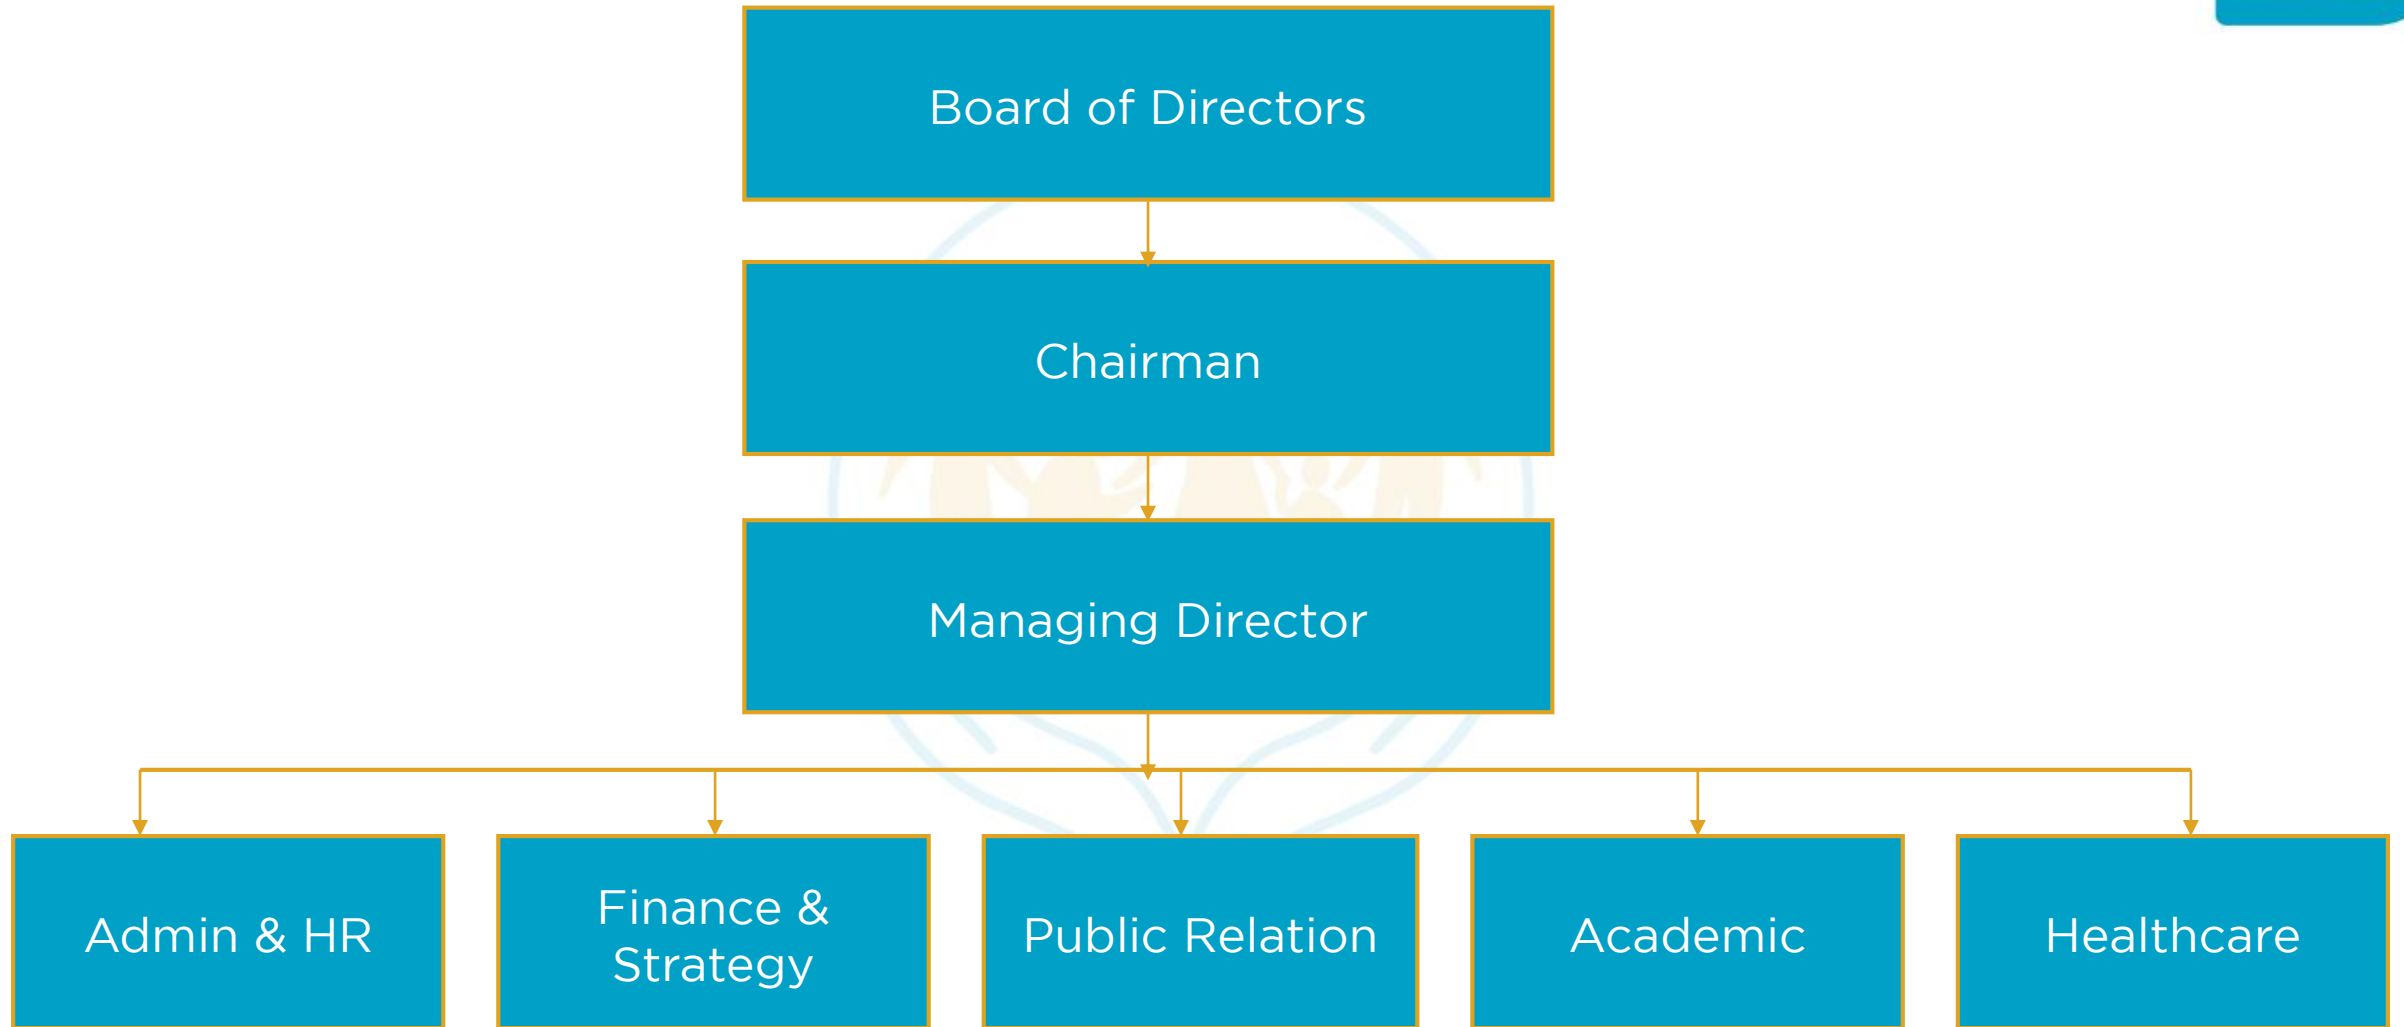 Board of Directors
Chairman
Managing Director
Admin & HR
Finance &
Strategy
Public Relation
Academic
Healthcare